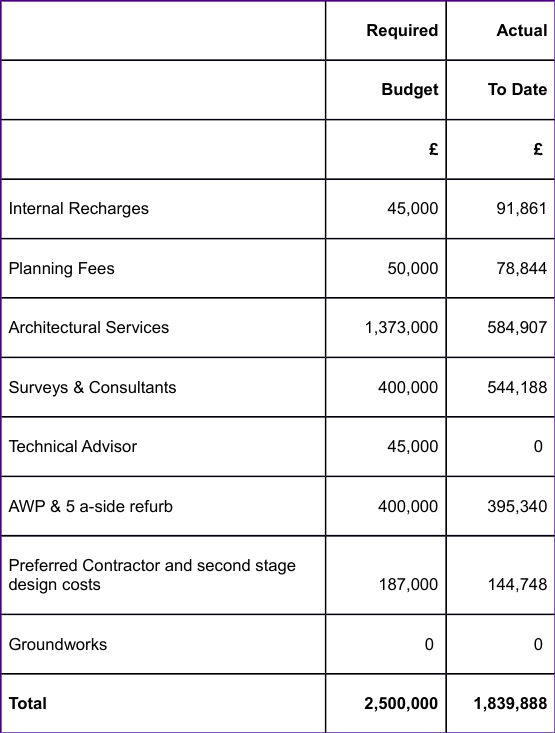 Required Actual
Budget To Date
£ £
Internal Recharges 45,000 91,861
Planning Fees 50,000 78,844
Architectural Services 1,373,000 584,907
Surveys & Consultants 400,000 544,188
Technical Advisor 45,000 0
AWP & 5 a-side refurb 400,000 395,340
Preferred Contractor and second stage
design costs 187,000 144,748
Groundworks 0 0
Total 2,500,000 1,839,888